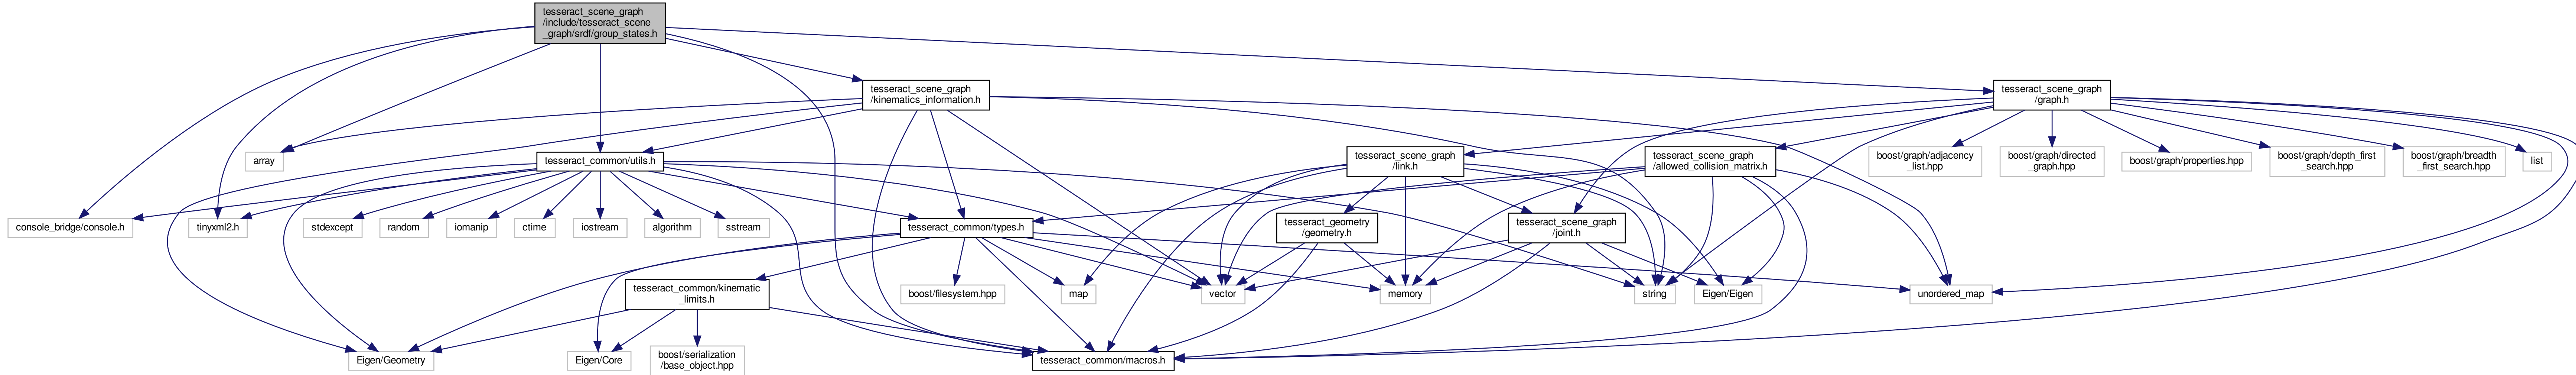 tesseract_scene_graph
/include/tesseract_scene
_graph/srdf/group_states.h
tesseract_scene_graph
/kinematics_information.h
tesseract_scene_graph
/graph.h
array
tesseract_common/utils.h
tesseract_scene_graph
/link.h
tesseract_scene_graph
/allowed_collision_matrix.h
boost/graph/adjacency
_list.hpp
boost/graph/directed
_graph.hpp
boost/graph/properties.hpp
boost/graph/depth_first
_search.hpp
boost/graph/breadth
_first_search.hpp
list
console_bridge/console.h
tinyxml2.h
stdexcept
random
iomanip
ctime
iostream
algorithm
sstream
tesseract_common/types.h
tesseract_geometry
/geometry.h
tesseract_scene_graph
/joint.h
tesseract_common/kinematic
_limits.h
boost/filesystem.hpp
map
vector
memory
string
Eigen/Eigen
unordered_map
Eigen/Geometry
Eigen/Core
boost/serialization
/base_object.hpp
tesseract_common/macros.h